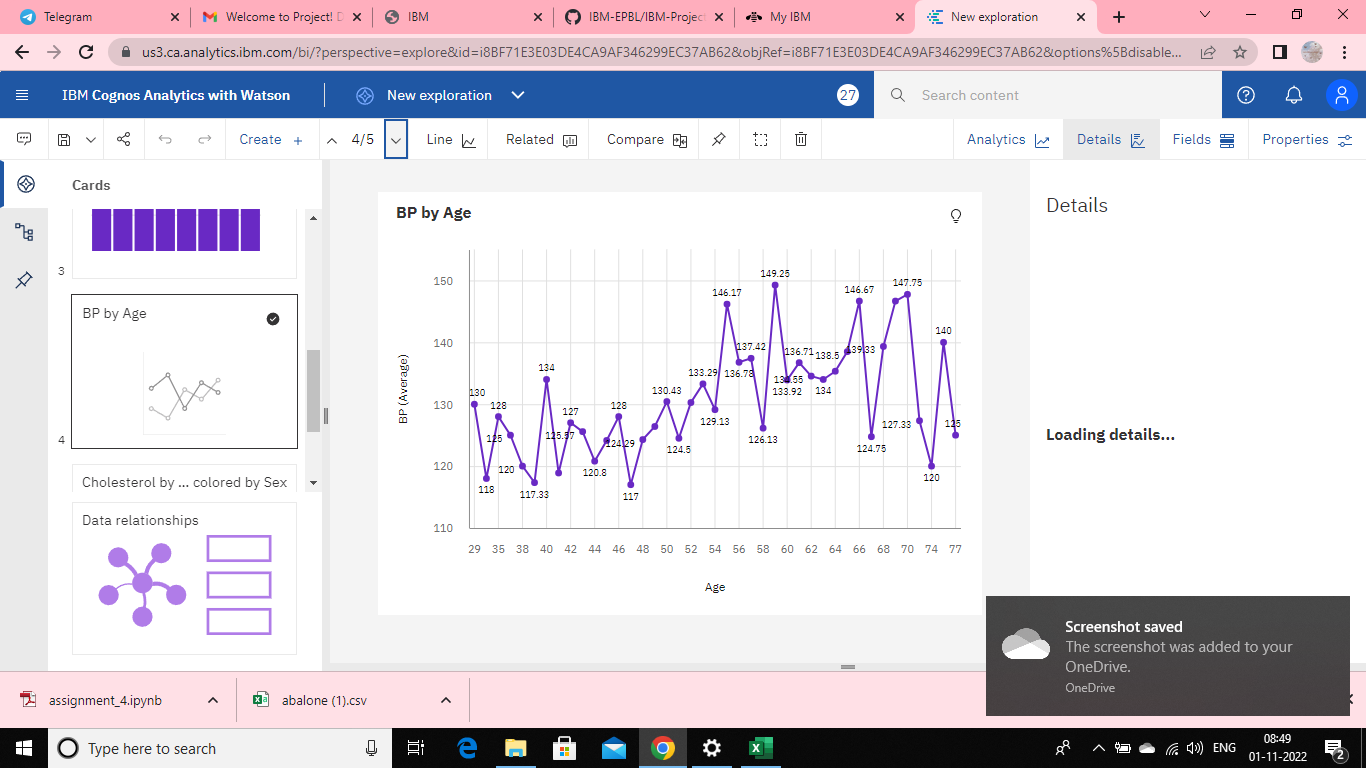 Telegram
Welcome to Project! D
IBM
IBM-EPBL/IBM-Project
My IBM
New exploration
us3.ca.analytics.ibm.com/bi/?perspective=explore&id=i8BF71E3E03DE4CA9AF346299EC37AB62&objRef=i8BF71E3E03DE4CA9AF346299EC37AB62&options%5Bdisable...
IBM Cognos Analytics with Watson
New exploration
27
Search content
Create +
4/5
Line
Related
Compare
Analytics
Details
Fields
Properties
Cards
3
BP by Age
4
Cholesterol by ... colored by Sex
Data relationships
BP by Age
BP (Average)
150
140
130
120
110
130
118
128
125
120
117.33
134
125.57
127
120.8
124.29
128
117
130.43
124.5
133.29
129.13
146.17
136.78
137.42
126.13
149.25
133.92
136.71
134
138.5
139.33
146.67
124.75
147.75
127.33
120
140
125
29 35 38 40 42 44 46 48 50 52 54 56 58 60 62 64 66 68 70 74 77
Age
Details
Loading details...
Screenshot saved
The screenshot was added to your
OneDrive.
OneDrive
assignment_4.ipynb
abalone (1).csv
Type here to search
ENG
08:49
01-11-2022
2